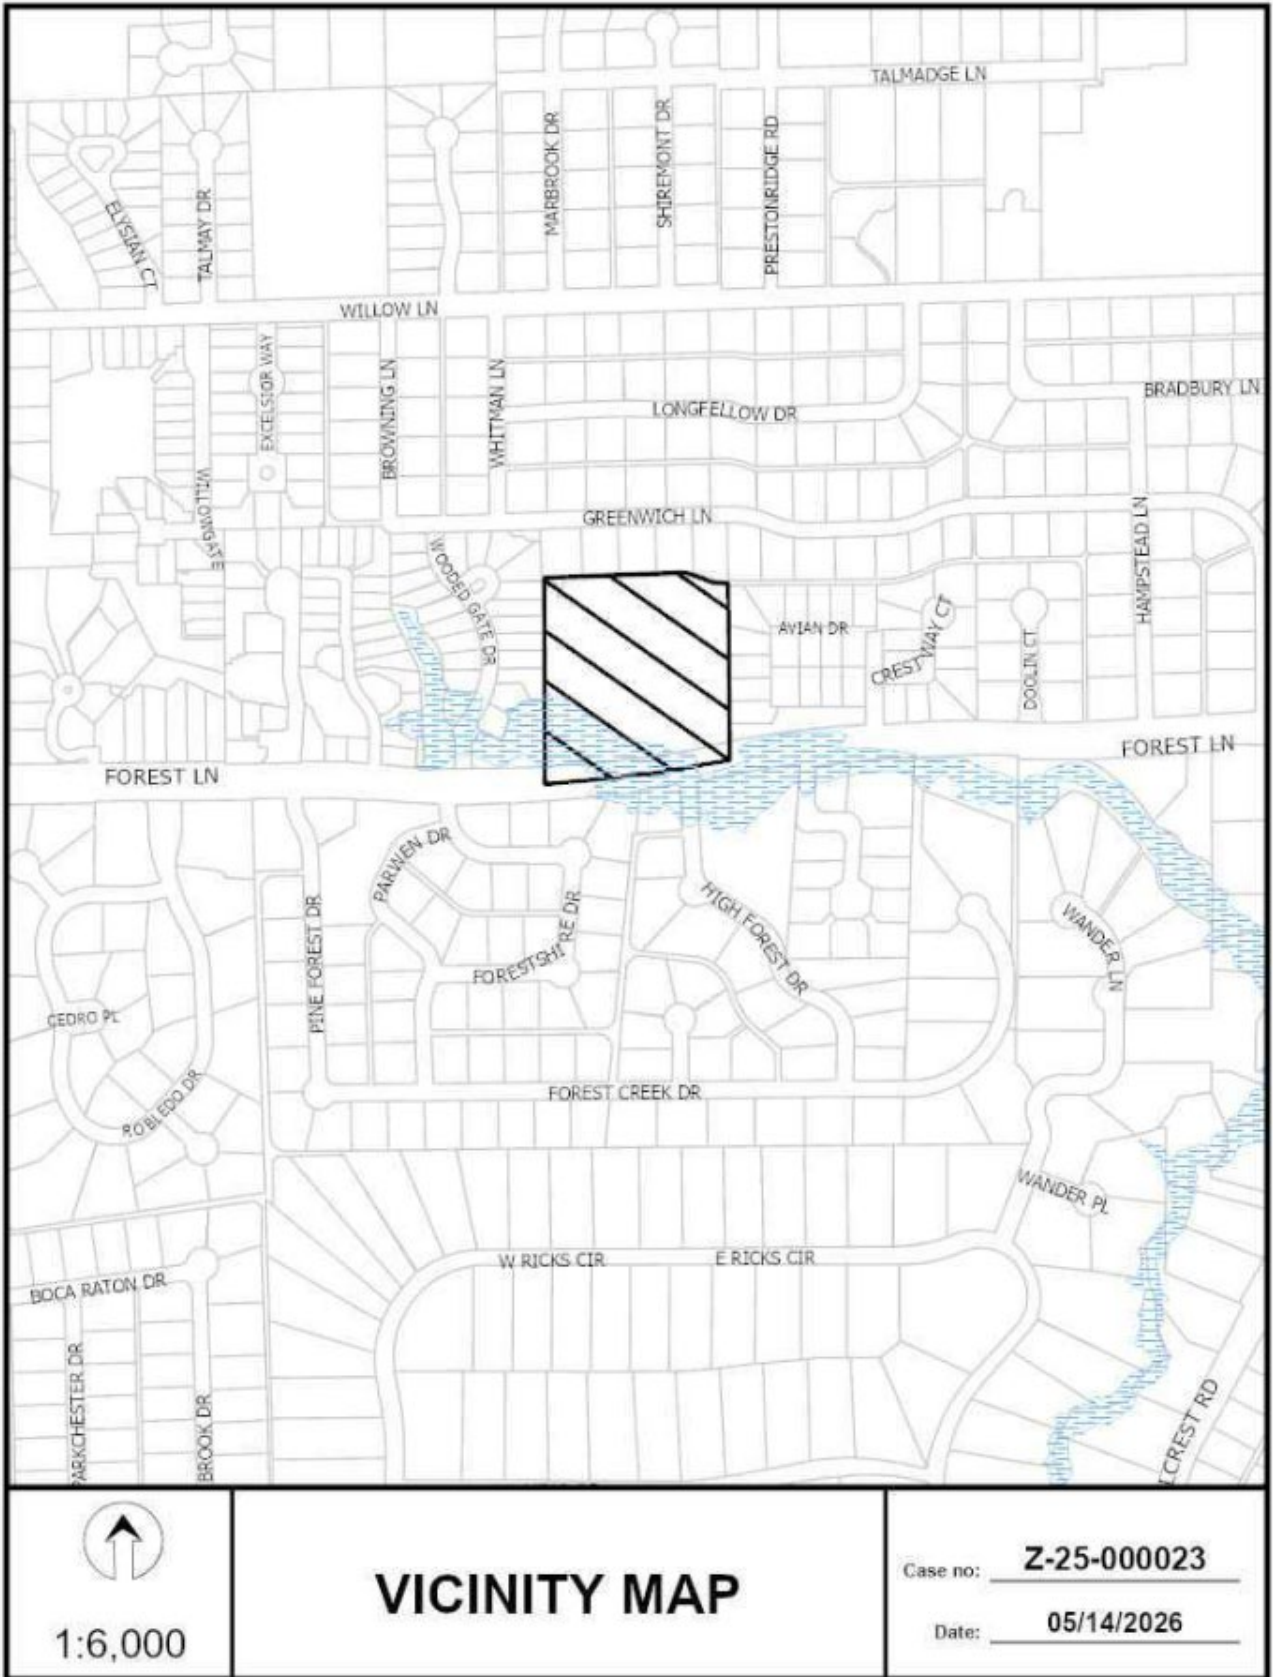 TALMADGE LN
MARBROOK DR
SHIREMONT DR
PRESTONRIDGE RD
ELYSIAN CT
TALMAY DR
WILLOW LN
EXCELSIOR WAY
BROWNING LN
WHITMAN LN
BRADBURY LN
LONGFELLOW DR
WILLOWGATE
GREENWICH LN
HAMPSTEAD LN
WOODED GATE DR
AVIAN DR
CREST WAY CT
DOOLIN CT
FOREST LN
FOREST LN
PARWEN DR
PINE FOREST DR
FORESTSHIRE DR
HIGH FOREST DR
WANDER LN
CEDRO PL
ROBLEDO DR
FOREST CREEK DR
WANDER PL
W RICKS CIR
E RICKS CIR
BOCA RATON DR
PARKCHESTER DR
BROOK DR
LCREST RD
1:6,000
VICINITY MAP
Case no: Z-25-000023
Date: 05/14/2026